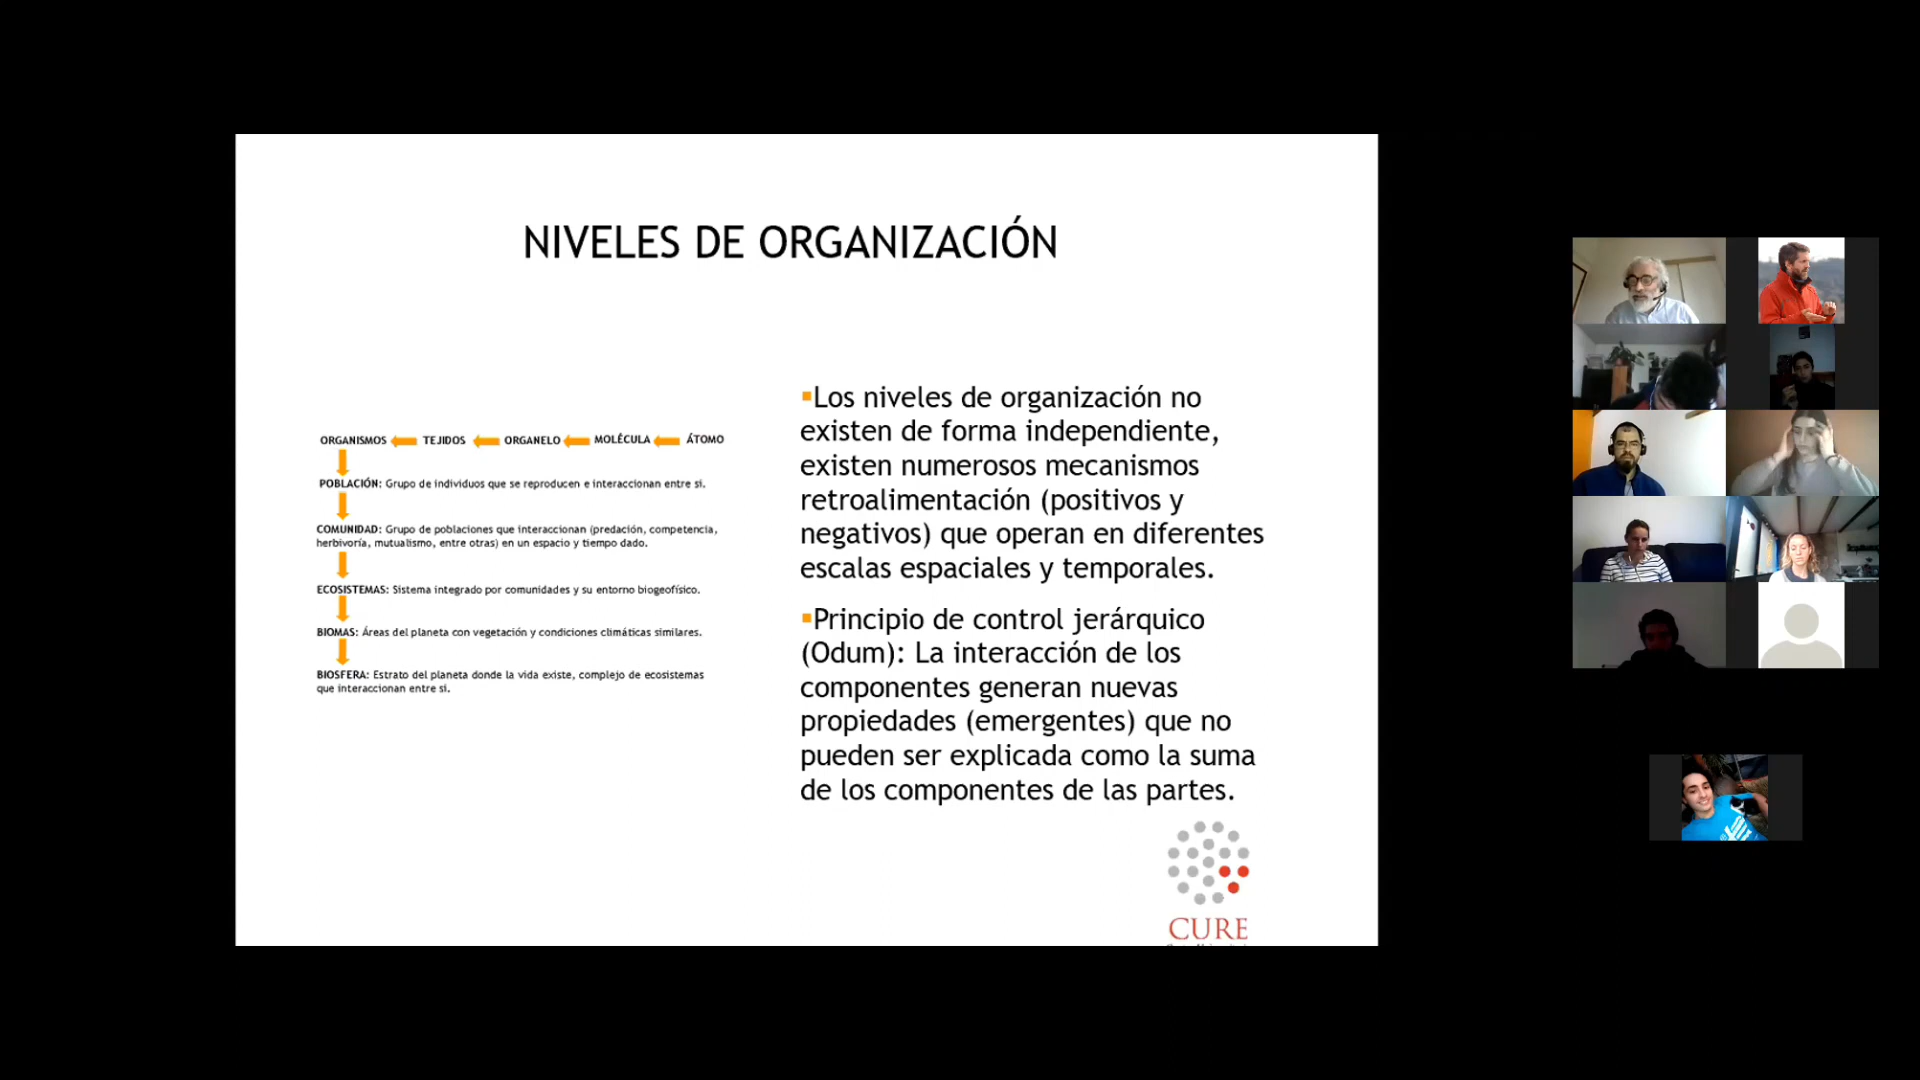 NIVELES DE ORGANIZACIÓN
ORGANISMOS TEJIDOS ORGANELO MOLÉCULA ÁTOMO
POBLACIÓN: Grupo de individuos que se reproducen e interaccionan entre si.
COMUNIDAD: Grupo de poblaciones que interaccionan (predación, competencia,
herbivoría, mutualismo, entre otras) en un espacio y tiempo dado.
ECOSISTEMAS: Sistema integrado por comunidades y su entorno biogeofísico.
BIOMAS: Áreas del planeta con vegetación y condiciones climáticas similares.
BIOSFERA: Estrato del planeta donde la vida existe, complejo de ecosistemas
que interaccionan entre si.
Los niveles de organización no
existen de forma independiente,
existen numerosos mecanismos
retroalimentación (positivos y
negativos) que operan en diferentes
escalas espaciales y temporales.
Principio de control jerárquico
(Odum): La interacción de los
componentes generan nuevas
propiedades (emergentes) que no
pueden ser explicada como la suma
de los componentes de las partes.
CURE